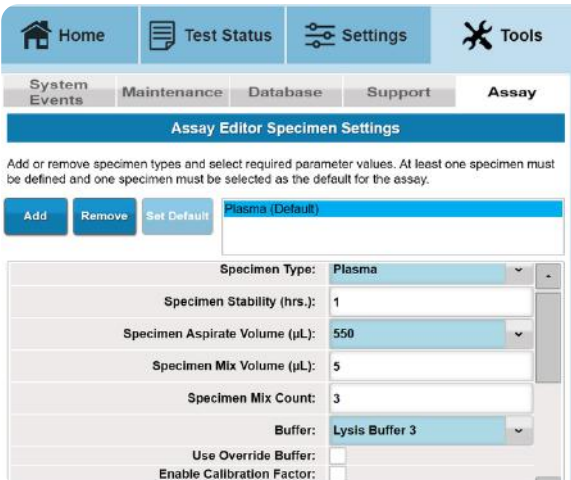 Home Test Status Settings Tools
System Events Maintenance Database Support Assay
Assay Editor Specimen Settings
Add or remove specimen types and select required parameter values. At least one specimen must
be defined and one specimen must be selected as the default for the assay.
Add Remove Set Default Plasma (Default)
Specimen Type: Plasma
Specimen Stability (hrs.): 1
Specimen Aspirate Volume (µL): 550
Specimen Mix Volume (µL): 5
Specimen Mix Count: 3
Buffer: Lysis Buffer 3
Use Override Buffer:
Enable Calibration Factor: